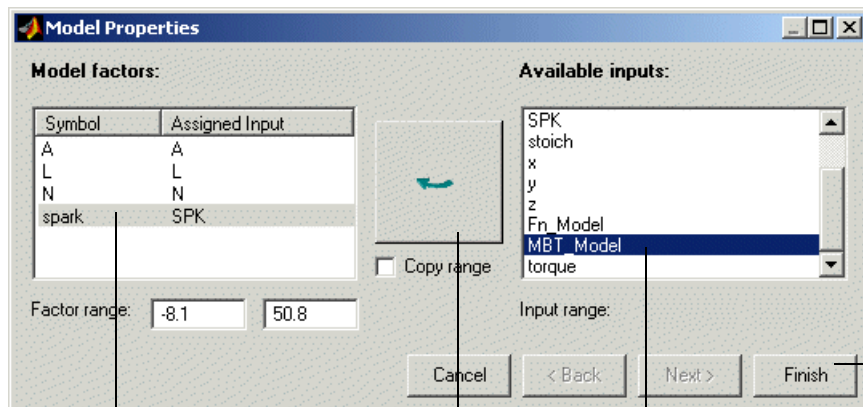 Model Properties
Model factors:
Available inputs:
Symbol Assigned Input
A A
L L
N N
spark SPK
Copy range
SPK
stoich
x
y
z
Fn_Model
MBT_Model
torque
Factor range: -8.1 50.8
Input range:
Cancel < Back Next > Finish